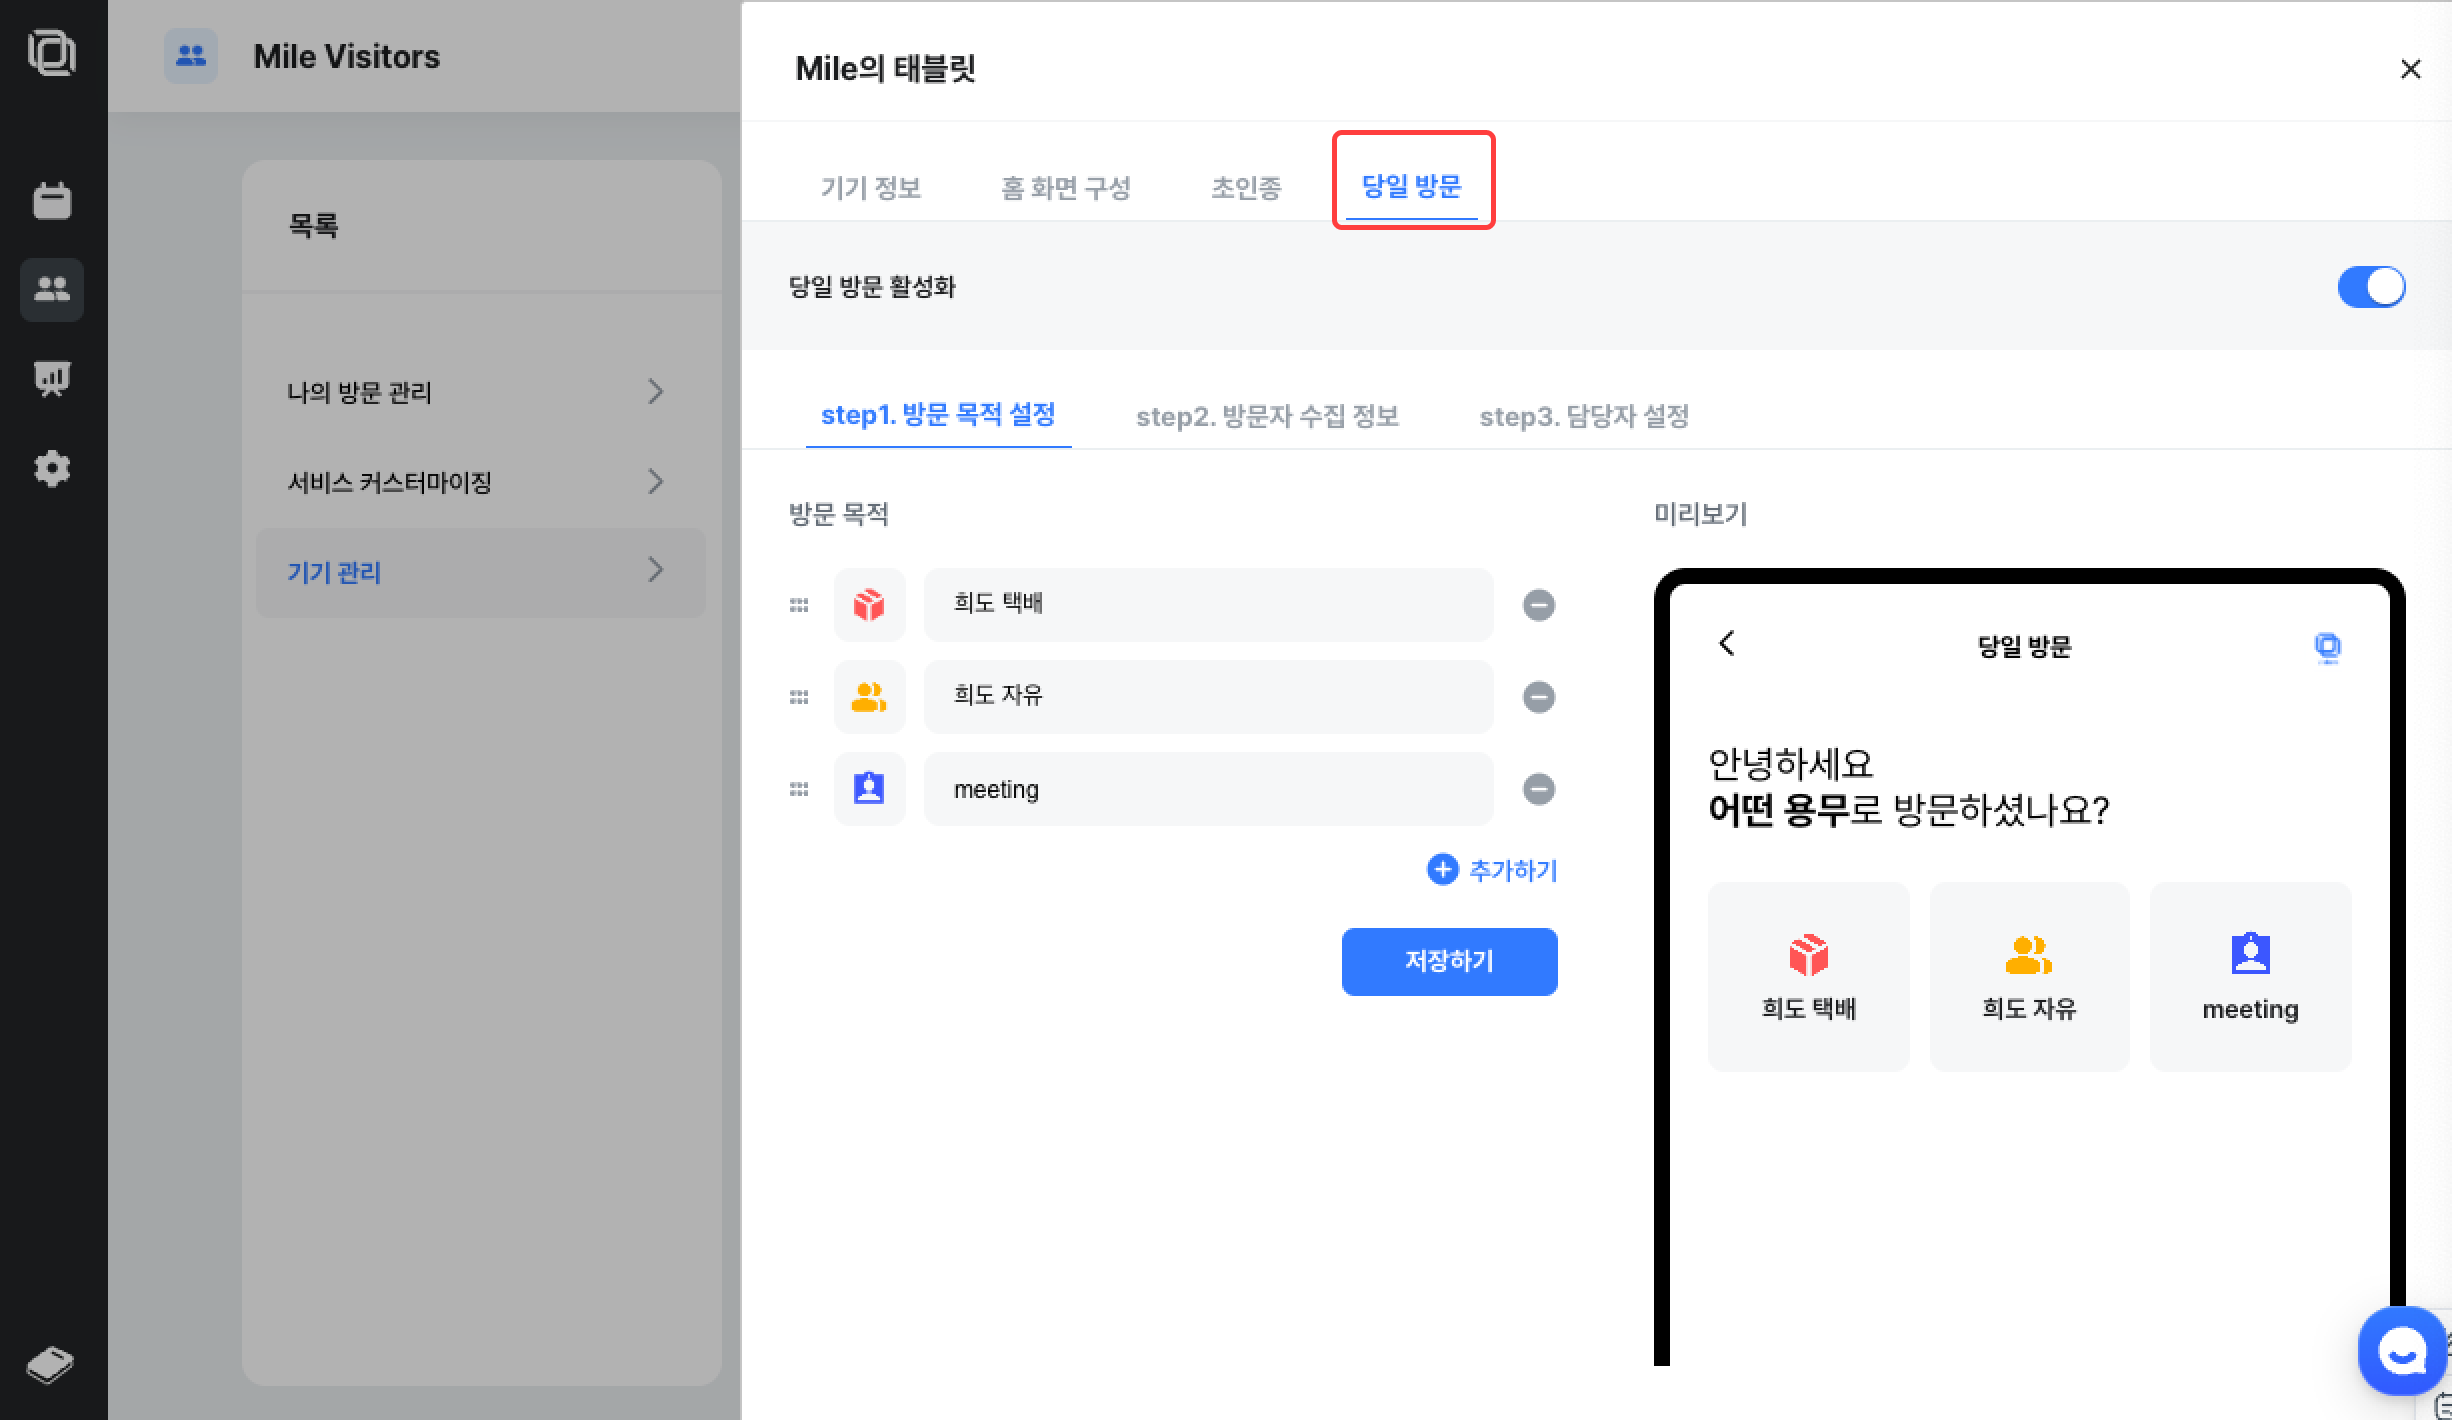 Mile Visitors
목록
나의 방문 관리
서비스 커스터마이징
기기 관리
Mile의 태블릿
기기 정보
홈 화면 구성
초인종
당일 방문
당일 방문 활성화
step1. 방문 목적 설정
step2. 방문자 수집 정보
step3. 담당자 설정
방문 목적
희도 택배
희도 자유
meeting
추가하기
저장하기
미리보기
당일 방문
안녕하세요
어떤 용무로 방문하셨나요?
희도 택배
희도 자유
meeting